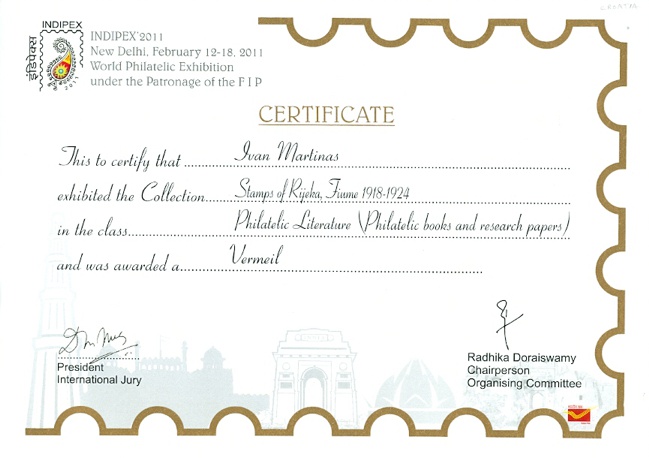 CROATIA
INDIPEX
इंडिपेक्स
2011
INDIPEX'2011
New Delhi, February 12-18, 2011
World Philatelic Exhibition
under the Patronage of the F I P
CERTIFICATE
This to certify that Ivan Martinas
exhibited the Collection Stamps of Rijeka, Fiume 1918-1924
in the class Philatelic Literature (Philatelic books and research papers)
and was awarded a Vermeil
President
International Jury
Radhika Doraiswamy
Chairperson
Organising Committee